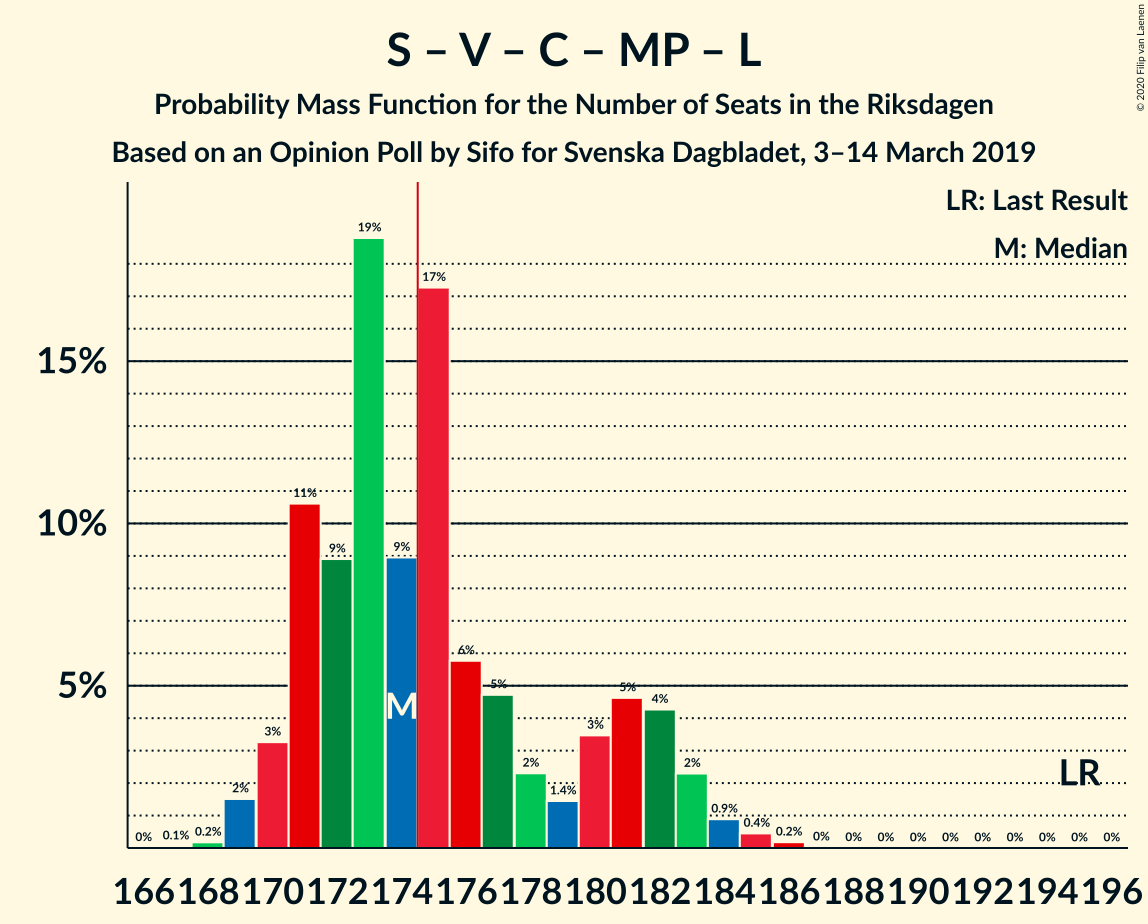 © 2020 Filip van Laenen
S – V – C – MP – L
Probability Mass Function for the Number of Seats in the Riksdagen
Based on an Opinion Poll by Sifo for Svenska Dagbladet, 3–14 March 2019
LR: Last Result
M: Median
15%
10%
5%
0% 0.1% 0.2% 2% 3% 11% 9% 19% 9% 17% 6% 5% 2% 1.4% 3% 5% 4% 2% 0.9% 0.4% 0.2% 0% 0% 0% 0% 0% 0% 0% 0% 0% 0%
M
LR
166 168 170 172 174 176 178 180 182 184 186 188 190 192 194 196